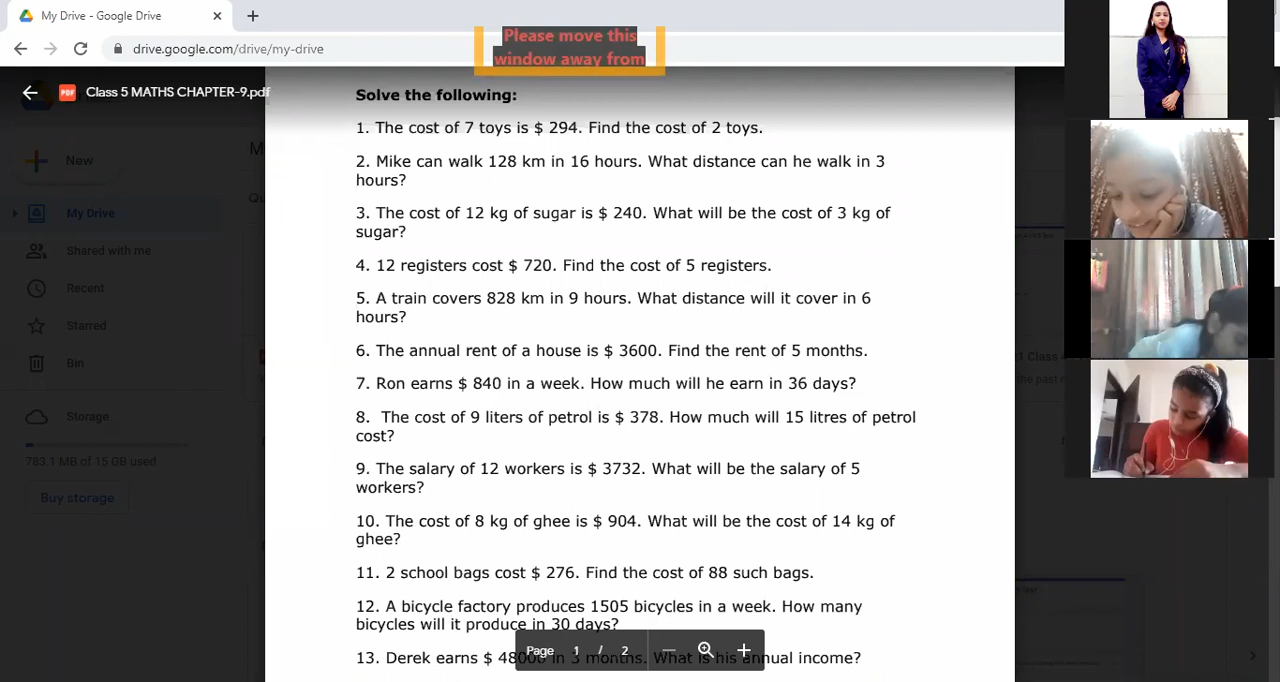 My Drive - Google Drive
drive.google.com/drive/my-drive
Please move this
window away from
Class 5 MATHS CHAPTER-9.pdf
New
My Drive
Shared with me
Recent
Starred
Bin
Storage
783.1 MB of 15 GB used
Buy storage
Solve the following:
1. The cost of 7 toys is $ 294. Find the cost of 2 toys.
2. Mike can walk 128 km in 16 hours. What distance can he walk in 3
hours?
3. The cost of 12 kg of sugar is $ 240. What will be the cost of 3 kg of
sugar?
4. 12 registers cost $ 720. Find the cost of 5 registers.
5. A train covers 828 km in 9 hours. What distance will it cover in 6
hours?
6. The annual rent of a house is $ 3600. Find the rent of 5 months.
7. Ron earns $ 840 in a week. How much will he earn in 36 days?
8. The cost of 9 liters of petrol is $ 378. How much will 15 litres of petrol
cost?
9. The salary of 12 workers is $ 3732. What will be the salary of 5
workers?
10. The cost of 8 kg of ghee is $ 904. What will be the cost of 14 kg of
ghee?
11. 2 school bags cost $ 276. Find the cost of 88 such bags.
12. A bicycle factory produces 1505 bicycles in a week. How many
bicycles will it produce in 30 days?
13. Derek earns $ 48000 in 3 months. What is his annual income?
Page 1 / 2